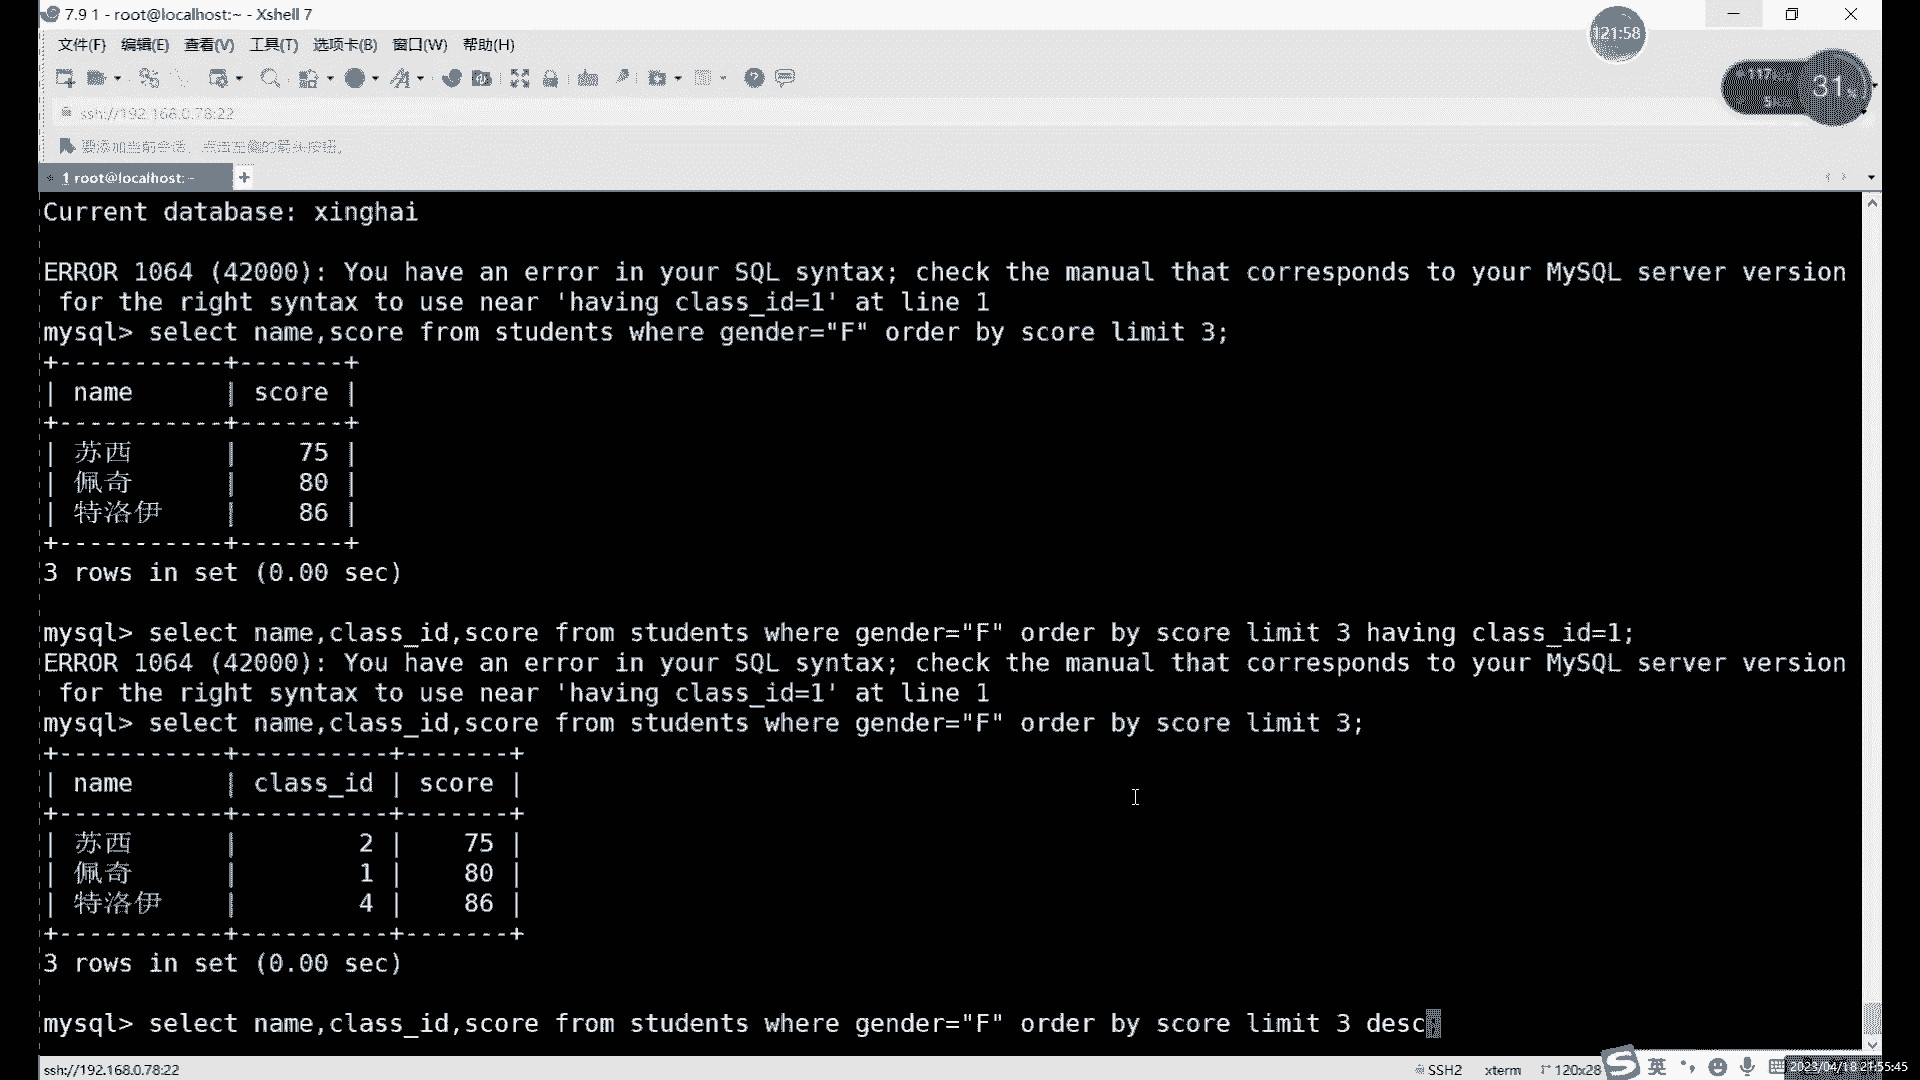 7.9 1 - root@localhost:~ - Xshell 7
121:58
文件(F) 编辑(E) 查看(V) 工具(T) 选项卡(B) 窗口(W) 帮助(H)
31%
ssh://192.168.0.78:22
要添加当前会话，点击左侧的箭头按钮。
1 root@localhost:~
Current database: xinghai
ERROR 1064 (42000): You have an error in your SQL syntax; check the manual that corresponds to your MySQL server version
for the right syntax to use near 'having class_id=1' at line 1
mysql> select name,score from students where gender="F" order by score limit 3;
+-----------+-------+
| name      | score |
+-----------+-------+
| 苏西      |    75 |
| 佩奇      |    80 |
| 特洛伊    |    86 |
+-----------+-------+
3 rows in set (0.00 sec)
mysql> select name,class_id,score from students where gender="F" order by score limit 3 having class_id=1;
ERROR 1064 (42000): You have an error in your SQL syntax; check the manual that corresponds to your MySQL server version
for the right syntax to use near 'having class_id=1' at line 1
mysql> select name,class_id,score from students where gender="F" order by score limit 3;
+-----------+----------+-------+
| name      | class_id | score |
+-----------+----------+-------+
| 苏西      |        2 |    75 |
| 佩奇      |        1 |    80 |
| 特洛伊    |        4 |    86 |
+-----------+----------+-------+
3 rows in set (0.00 sec)
mysql> select name,class_id,score from students where gender="F" order by score limit 3 desc;
ssh://192.168.0.78:22 SSH2 xterm 120x28 英 2023/04/18 21:55:45